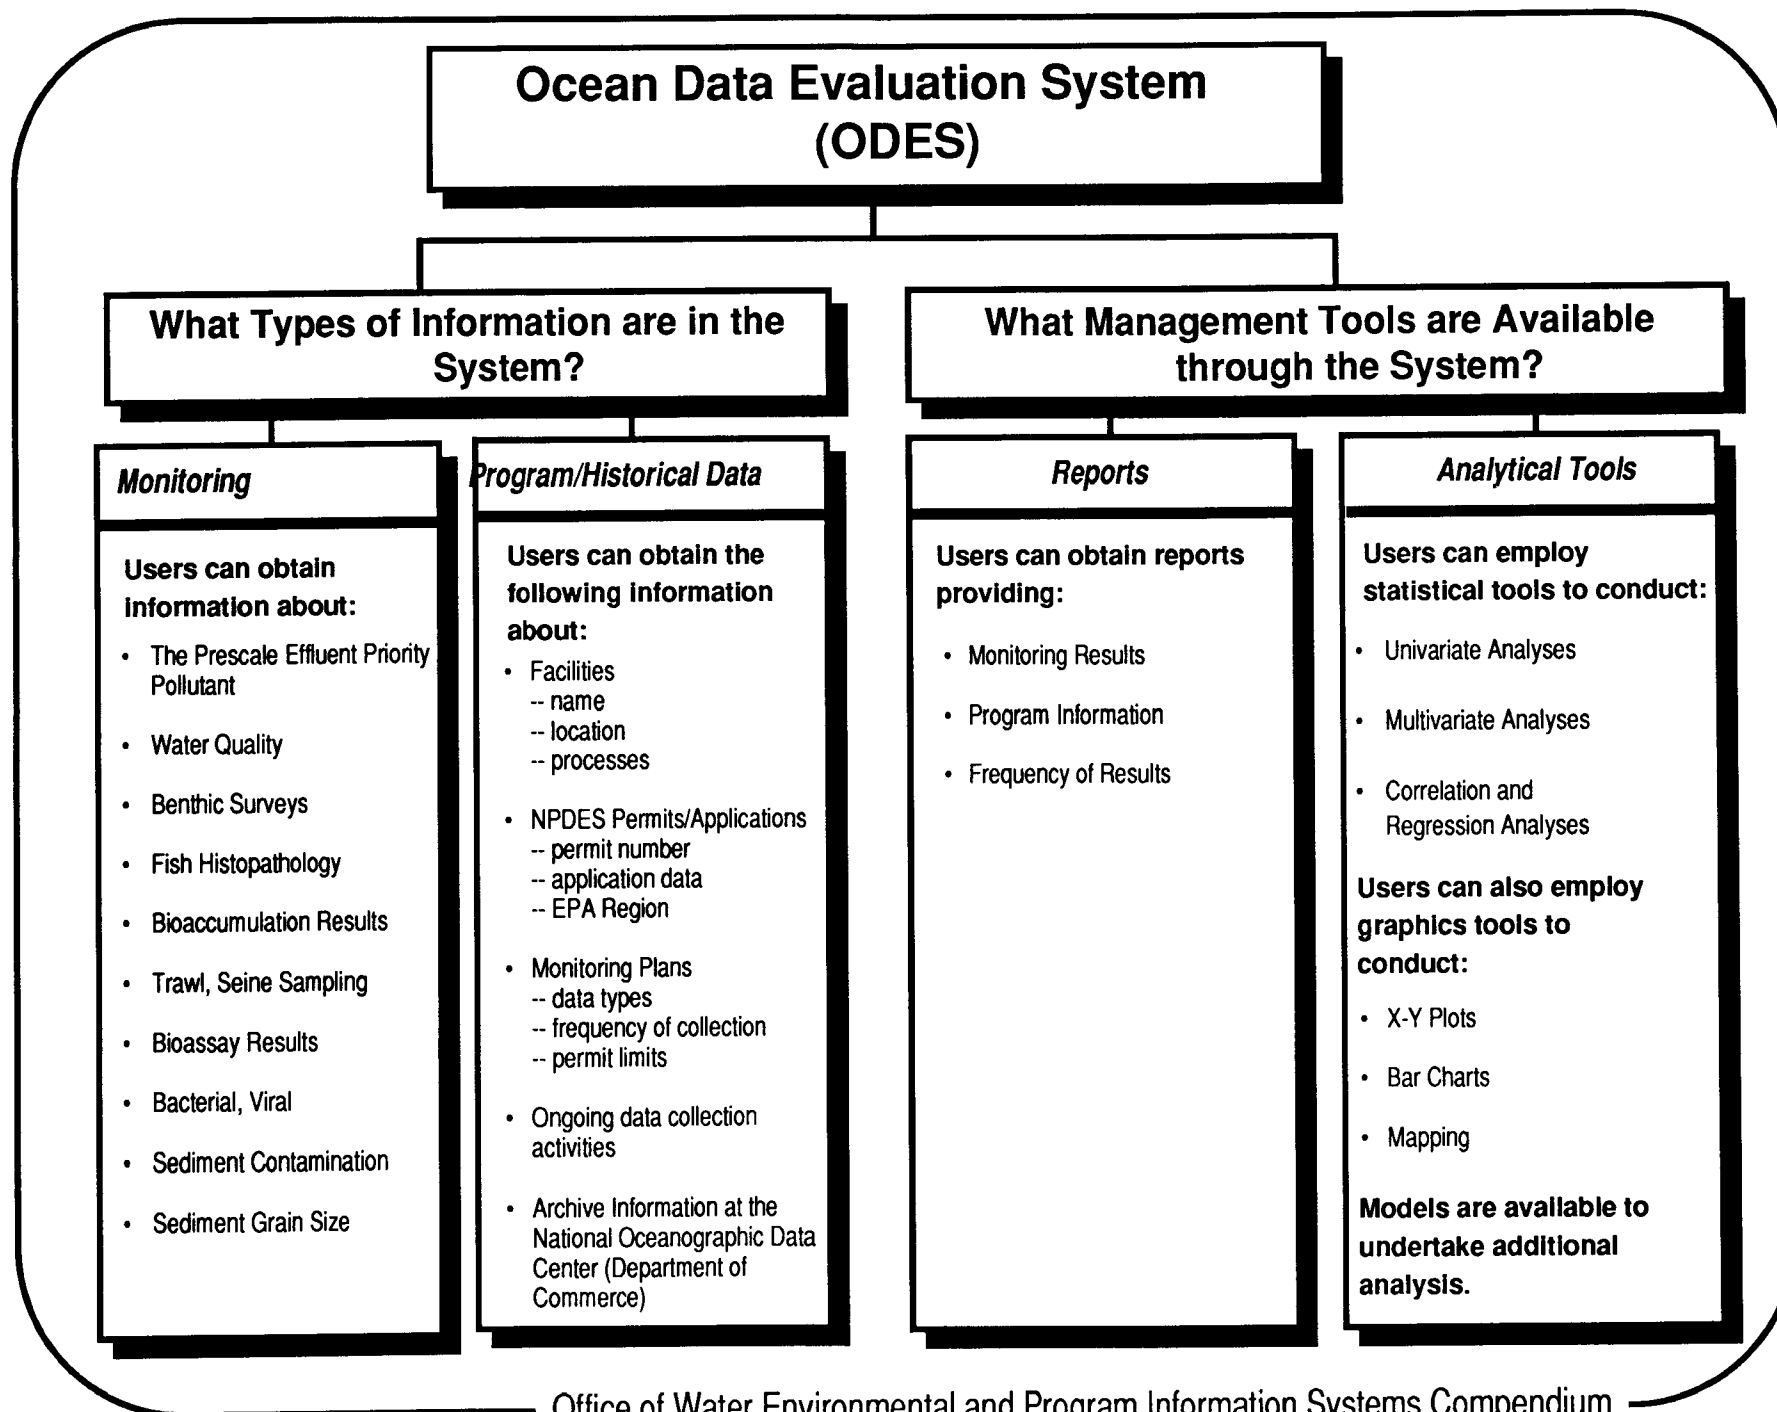 Ocean Data Evaluation System
(ODES)
What Types of Information are in the
System?
What Management Tools are Available
through the System?
Monitoring
Users can obtain
information about:
• The Prescale Effluent Priority
Pollutant
• Water Quality
• Benthic Surveys
• Fish Histopathology
• Bioaccumulation Results
• Trawl, Seine Sampling
• Bioassay Results
• Bacterial, Viral
• Sediment Contamination
• Sediment Grain Size
Program/Historical Data
Users can obtain the
following information
about:
• Facilities
-- name
-- location
-- processes
• NPDES Permits/Applications
-- permit number
-- application data
-- EPA Region
• Monitoring Plans
-- data types
-- frequency of collection
-- permit limits
• Ongoing data collection
activities
• Archive Information at the
National Oceanographic Data
Center (Department of
Commerce)
Reports
Users can obtain reports
providing:
• Monitoring Results
• Program Information
• Frequency of Results
Analytical Tools
Users can employ
statistical tools to conduct:
• Univariate Analyses
• Multivariate Analyses
• Correlation and
Regression Analyses
Users can also employ
graphics tools to
conduct:
• X-Y Plots
• Bar Charts
• Mapping
Models are available to
undertake additional
analysis.
Office of Water Environmental and Program Information Systems Compendium